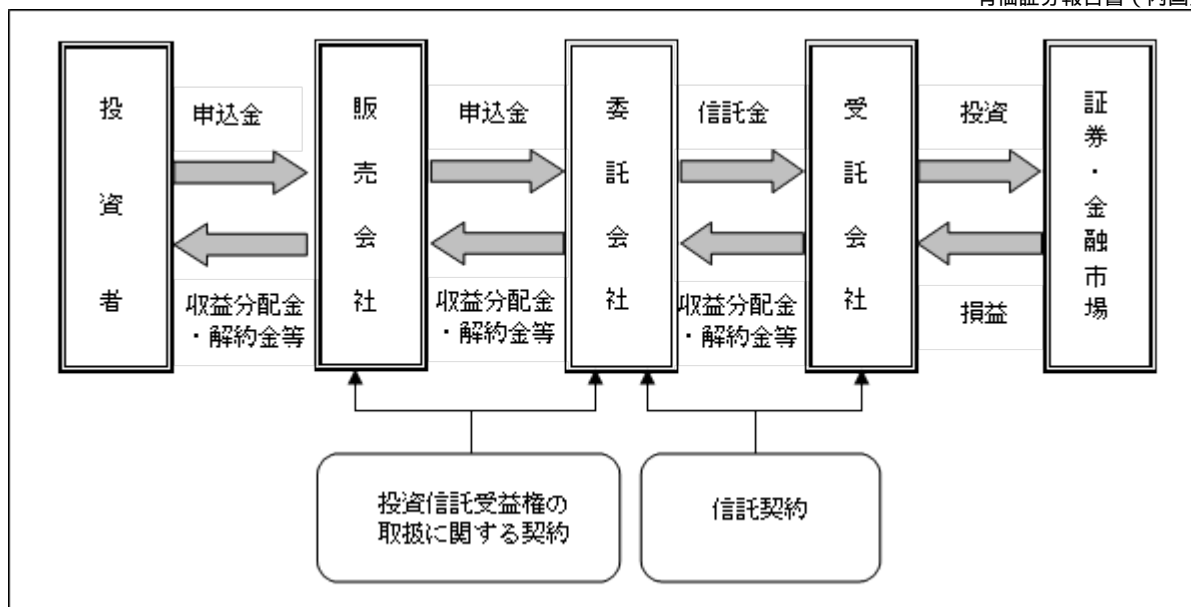 有価証券報告書（内国
投資者
申込金
収益分配金
・解約金等
販売会社
申込金
収益分配金
・解約金等
委託会社
信託金
収益分配金
・解約金等
受託会社
投資
損益
証券・金融市場
投資信託受益権の
取扱に関する契約
信託契約